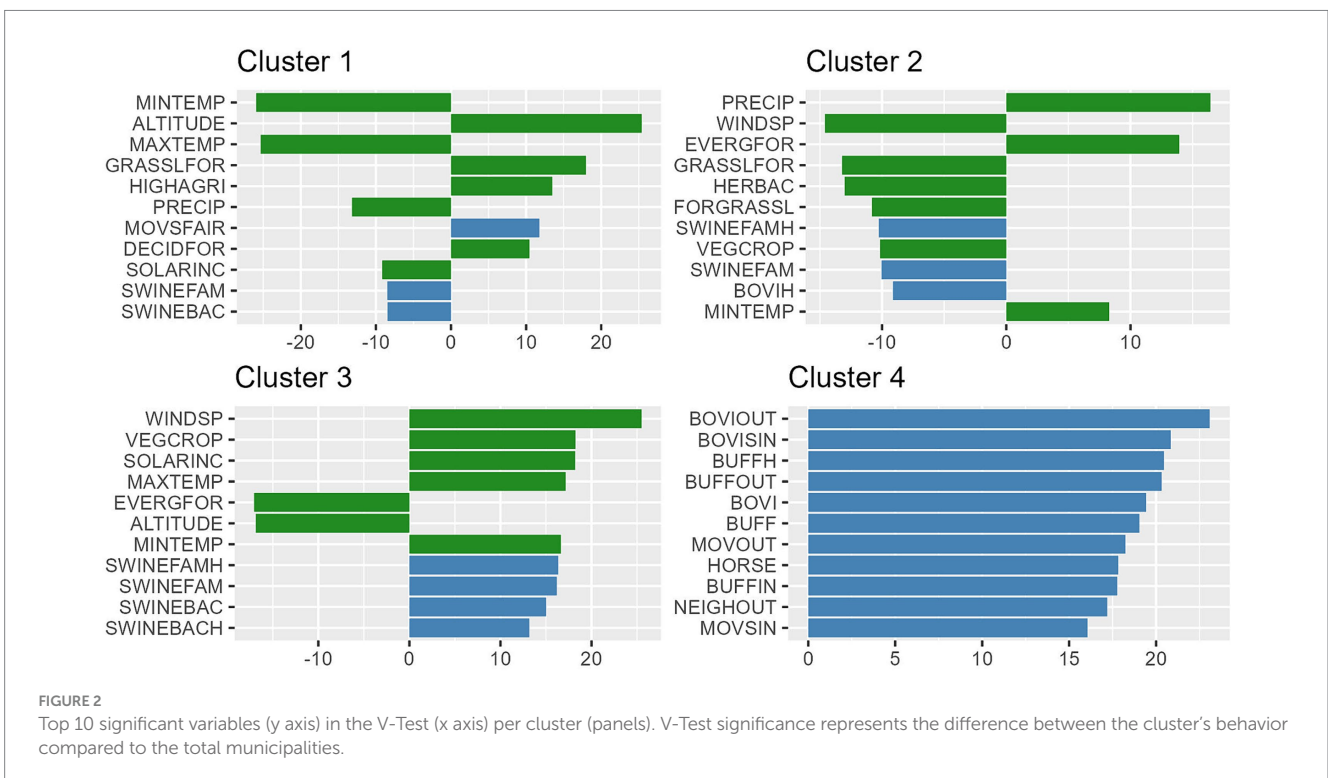 Cluster 1
MINTEMP
ALTITUDE
MAXTEMP
GRASSLFOR
HIGHAGRI
PRECIP
MOVSFAIR
DECIDFOR
SOLARINC
SWINEFAM
SWINEBAC
-20 -10 0 10 20
Cluster 2
PRECIP
WINDSP
EVERGFOR
GRASSLFOR
HERBAC
FORGRASSL
SWINEFAMH
VEGCROP
SWINEFAM
BOVIH
MINTEMP
-10 0 10
Cluster 3
WINDSP
VEGCROP
SOLARINC
MAXTEMP
EVERGFOR
ALTITUDE
MINTEMP
SWINEFAMH
SWINEFAM
SWINEBAC
SWINEBACH
-10 0 10 20
Cluster 4
BOVIOUT
BOVISIN
BUFFH
BUFFOUT
BOVI
BUFF
MOVOUT
HORSE
BUFFIN
NEIGHOUT
MOVSIN
0 5 10 15 20
FIGURE 2
Top 10 significant variables (y axis) in the V-Test (x axis) per cluster (panels). V-Test significance represents the difference between the cluster's behavior
compared to the total municipalities.